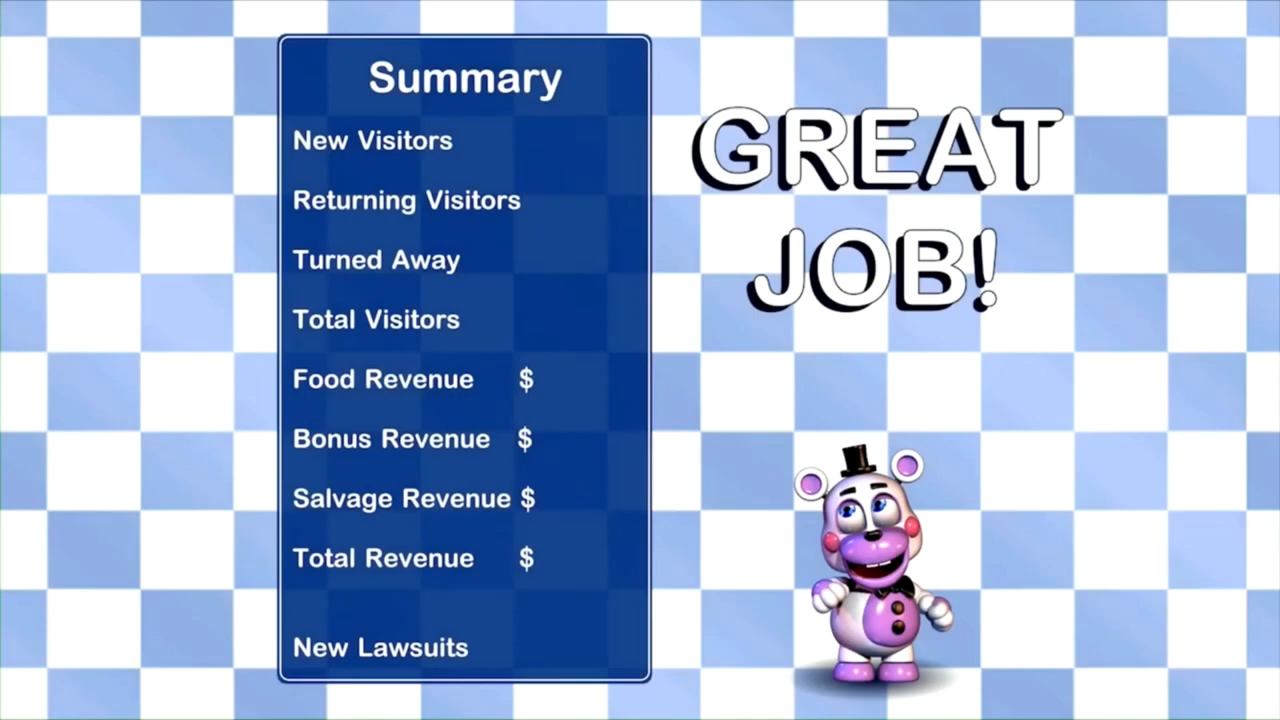 Summary
New Visitors
Returning Visitors
Turned Away
Total Visitors
Food Revenue $
Bonus Revenue $
Salvage Revenue $
Total Revenue $
New Lawsuits
GREAT
JOB!